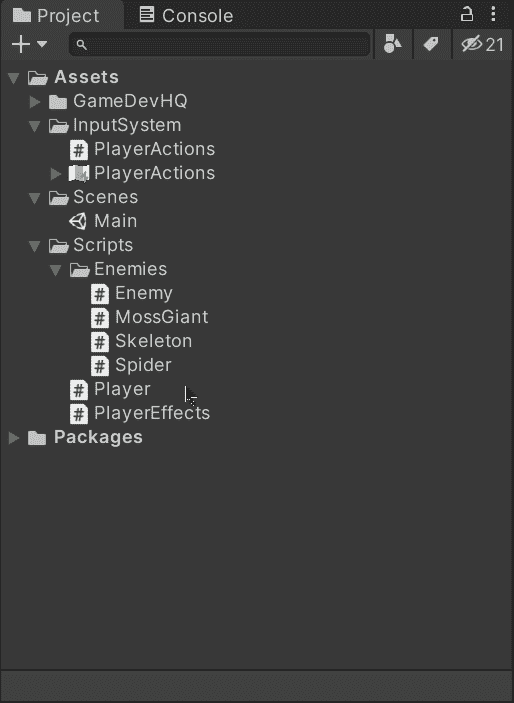 Project Console
21
Assets
GameDevHQ
InputSystem
# PlayerActions
PlayerActions
Scenes
Main
Scripts
Enemies
# Enemy
# MossGiant
# Skeleton
# Spider
# Player
# PlayerEffects
Packages